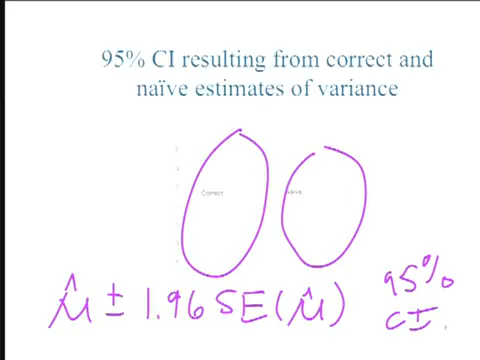 95% CI resulting from correct and
naïve estimates of variance
Correct
naive
μ̂ ± 1.96 SE(μ̂)
95%
CI.